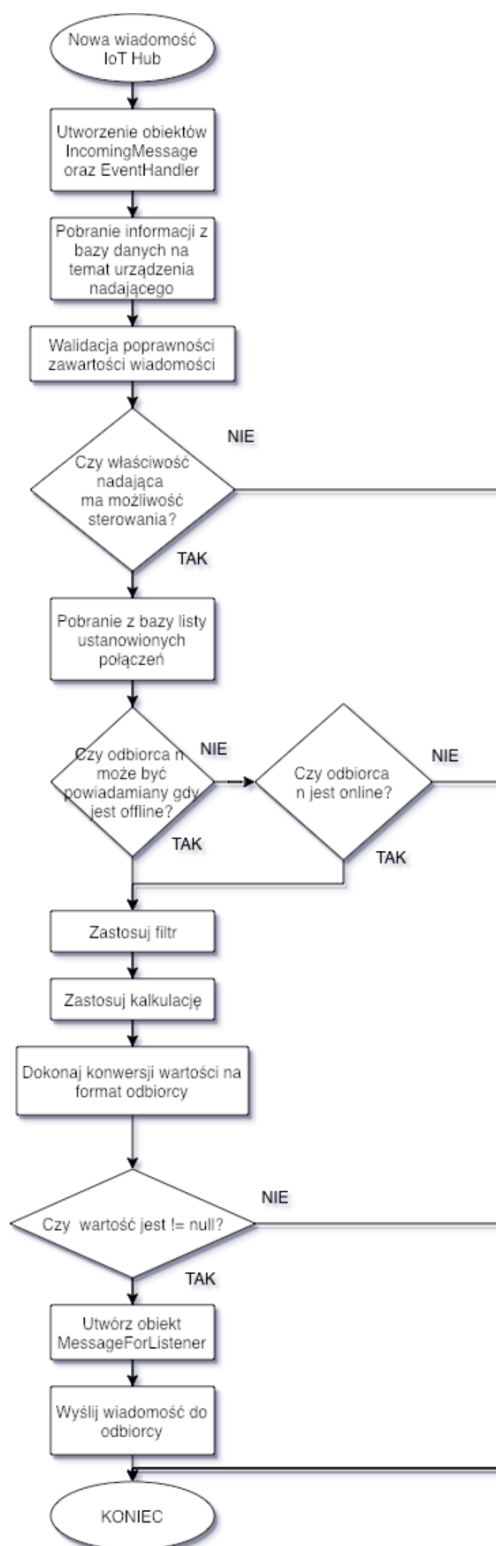 Nowa wiadomość
IoT Hub
Utworzenie obiektów
IncomingMessage
oraz EventHandler
Pobranie informacji z
bazy danych na
temat urządzenia
nadającego
Walidacja poprawności
zawartości wiadomości
NIE
Czy właściwość
nadająca
ma możliwość
sterowania?
TAK
Pobranie z bazy listy
ustanowionych
połączeń
Czy odbiorca n
może być
powiadamiany gdy
jest offline?
NIE
TAK
Czy odbiorca
n jest online?
NIE
TAK
Zastosuj filtr
Zastosuj kalkulację
Dokonaj konwersji wartości na
format odbiorcy
NIE
Czy wartość jest != null?
TAK
Utwórz obiekt
MessageForListener
Wyślij wiadomość do
odbiorcy
KONIEC